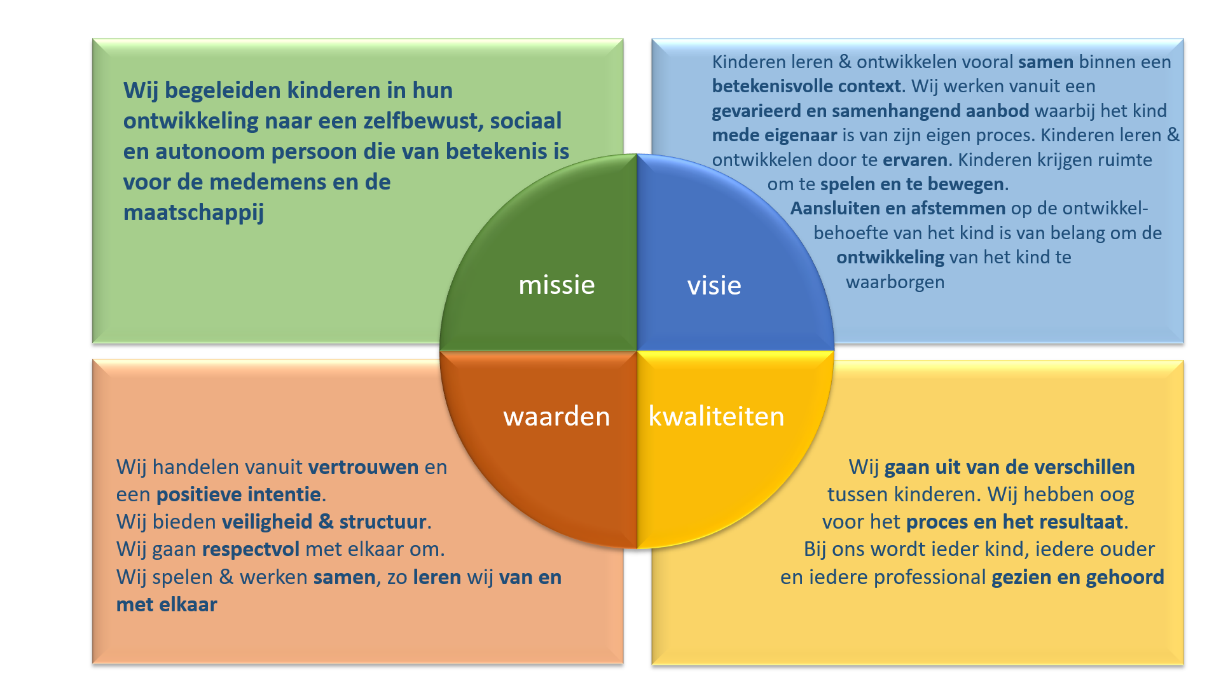 Wij begeleiden kinderen in hun
ontwikkeling naar een zelfbewust, sociaal
en autonoom persoon die van betekenis is
voor de medemens en de
maatschappij
Kinderen leren & ontwikkelen vooral samen binnen een
betekenisvolle context. Wij werken vanuit een
gevarieerd en samenhangend aanbod waarbij het kind
mede eigenaar is van zijn eigen proces. Kinderen leren &
ontwikkelen door te ervaren. Kinderen krijgen ruimte
om te spelen en te bewegen.
Aansluiten en afstemmen op de ontwikkel-
behoefte van het kind is van belang om de
ontwikkeling van het kind te
waarborgen
missie
visie
waarden
kwaliteiten
Wij handelen vanuit vertrouwen en
een positieve intentie.
Wij bieden veiligheid & structuur.
Wij gaan respectvol met elkaar om.
Wij spelen & werken samen, zo leren wij van en
met elkaar
Wij gaan uit van de verschillen
tussen kinderen. Wij hebben oog
voor het proces en het resultaat.
Bij ons wordt ieder kind, iedere ouder
en iedere professional gezien en gehoord